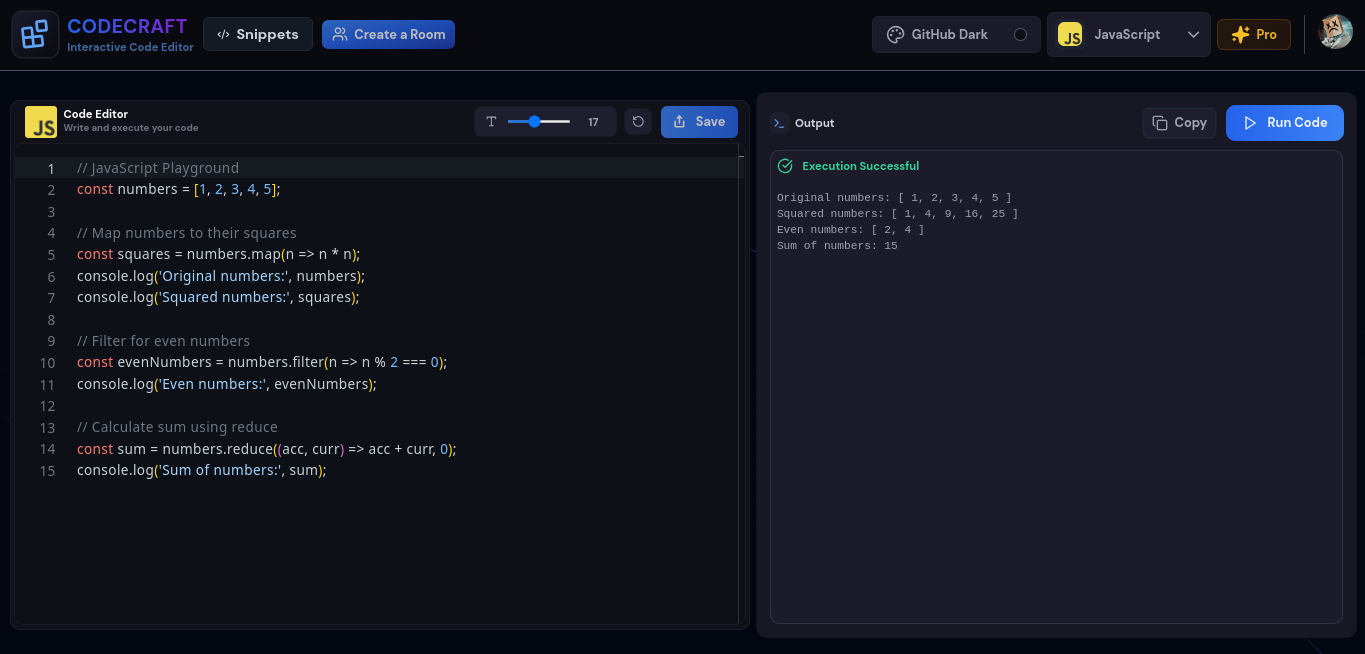 CODECRAFT
Interactive Code Editor
</> Snippets
Create a Room
GitHub Dark
JS
JavaScript
Pro
JS
Code Editor
Write and execute your code
T
17
Save
1 // JavaScript Playground
2 const numbers = [1, 2, 3, 4, 5];
3
4 // Map numbers to their squares
5 const squares = numbers.map(n => n * n);
6 console.log('Original numbers:', numbers);
7 console.log('Squared numbers:', squares);
8
9 // Filter for even numbers
10 const evenNumbers = numbers.filter(n => n % 2 === 0);
11 console.log('Even numbers:', evenNumbers);
12
13 // Calculate sum using reduce
14 const sum = numbers.reduce((acc, curr) => acc + curr, 0);
15 console.log('Sum of numbers:', sum);
Output
Copy
Run Code
Execution Successful
Original numbers: [ 1, 2, 3, 4, 5 ]
Squared numbers: [ 1, 4, 9, 16, 25 ]
Even numbers: [ 2, 4 ]
Sum of numbers: 15